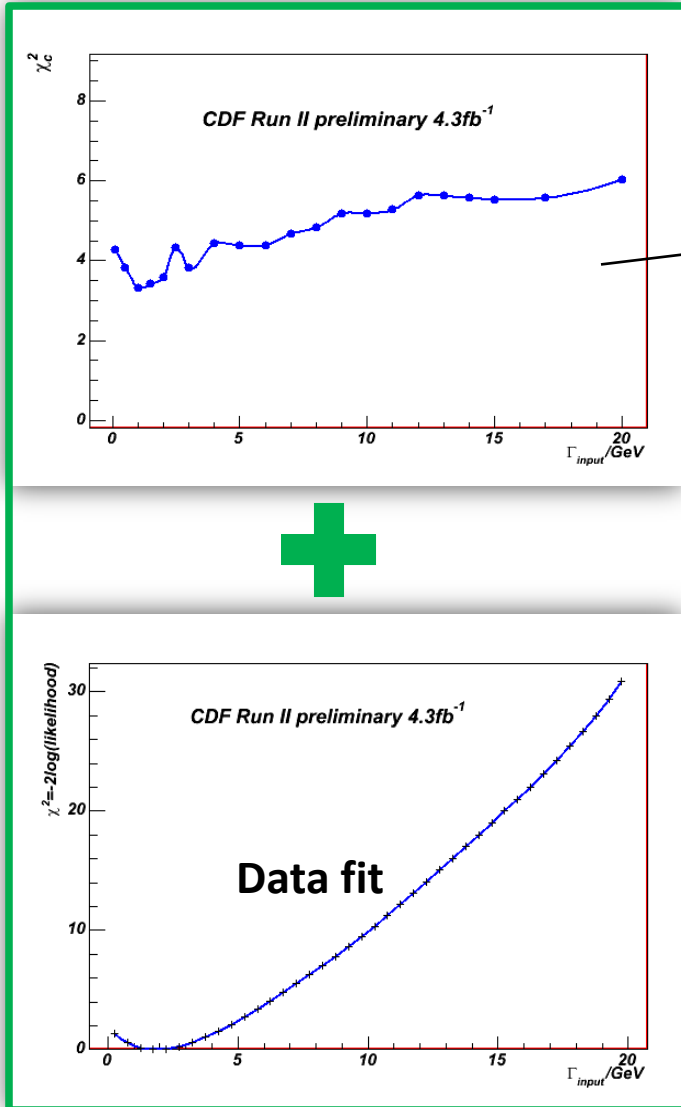 χ²c
8
CDF Run II preliminary 4.3fb⁻¹
6
4
2
0
0 5 10 15 20
Γinput/GeV
χ²=-2log(likelihood)
30
CDF Run II preliminary 4.3fb⁻¹
20
Data fit
10
0
0 5 10 15 20
Γinput/GeV